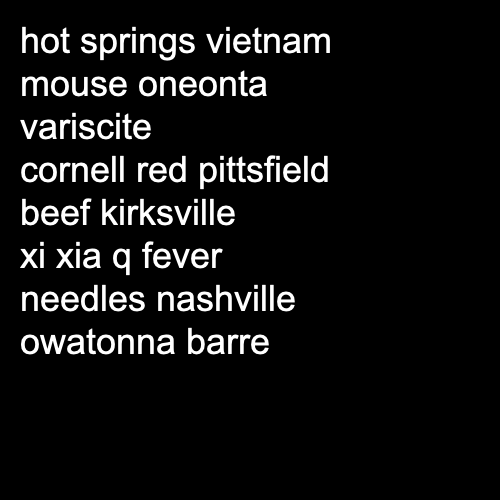 hot springs vietnam
mouse oneonta
variscite
cornell red pittsfield
beef kirksville
xi xia q fever
needles nashville
owatonna barre